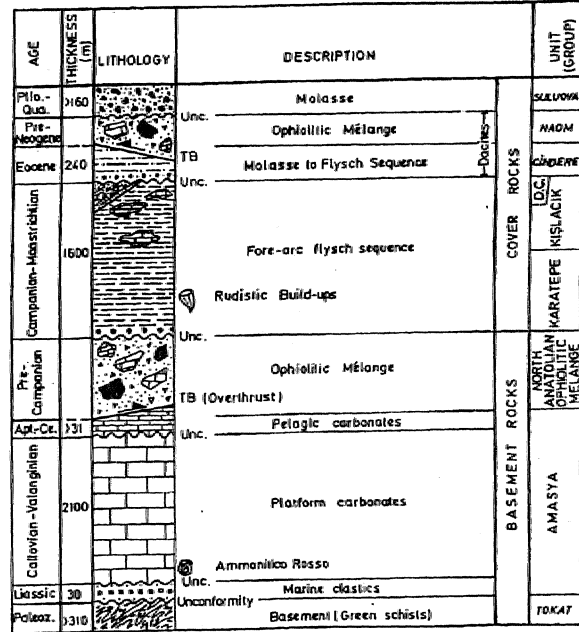 AGE
THICKNESS (m)
LITHOLOGY
DESCRIPTION
UNIT (GROUP)
Plio.-Qua.
>160
Molasse
SULUOVA
Unc.
Pre-Neogene
Ophiolitic Mélange
NAOM
TB
Dacites
Eocene
240
Molasse to Flysch Sequence
ÇİNDERE
Unc.
COVER ROCKS
D.C.
Campanian-Maastrichtian
1600
Fore-arc flysch sequence
KIŞLACIK
Rudistic Build-ups
KARATEPE
Unc.
Pre-Campanian
Ophiolitic Mélange
NORTH ANATOLIAN OPHIOLITIC MELANGE
TB (Overthrust)
Apt.-Ce.
>31
Pelagic carbonates
Unc.
BASEMENT ROCKS
Callovian-Valanginian
2100
Platform carbonates
AMASYA
Ammonitico Rosso
Unc.
Liassic
30
Marine clastics
Unconformity
Paleoz.
>310
Basement (Green schists)
TOKAT